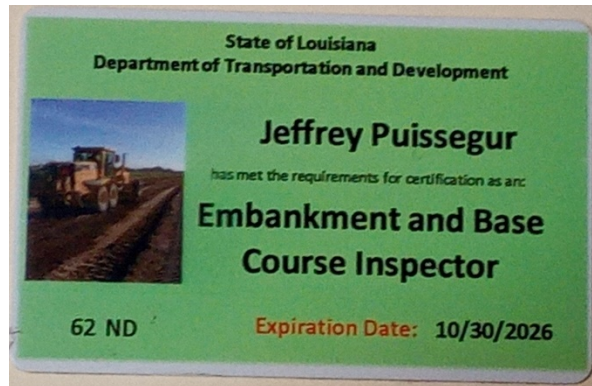 State of Louisiana
Department of Transportation and Development
Jeffrey Puissegur
has met the requirements for certification as an:
Embankment and Base
Course Inspector
62 ND
Expiration Date: 10/30/2026